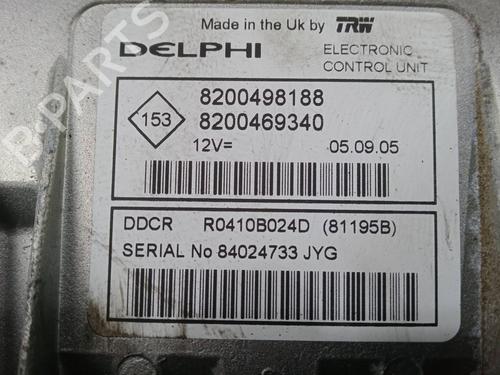 Made in the Uk by TRW
DELPHI
ELECTRONIC
CONTROL UNIT
153
8200498188
8200469340
12V= 05.09.05
DDCR R0410B024D (81195B)
SERIAL No 84024733 JYG
B-PARTS